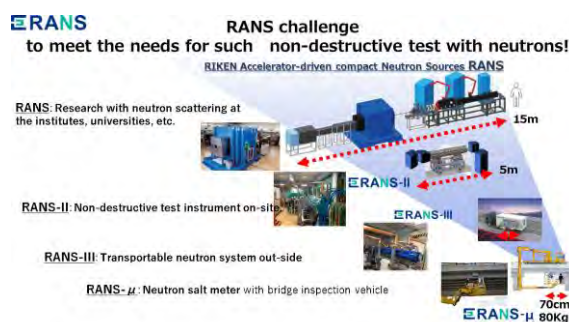 RANS
RANS challenge
to meet the needs for such non-destructive test with neutrons!
RIKEN Accelerator-driven compact Neutron Sources RANS
RANS: Research with neutron scattering at
the institutes, universities, etc.
15m
5m
RANS-II
RANS-II: Non-destructive test instrument on-site
RANS-III
RANS-III: Transportable neutron system out-side
RANS-μ: Neutron salt meter with bridge inspection vehicle
70cm
RANS-μ 80Kg